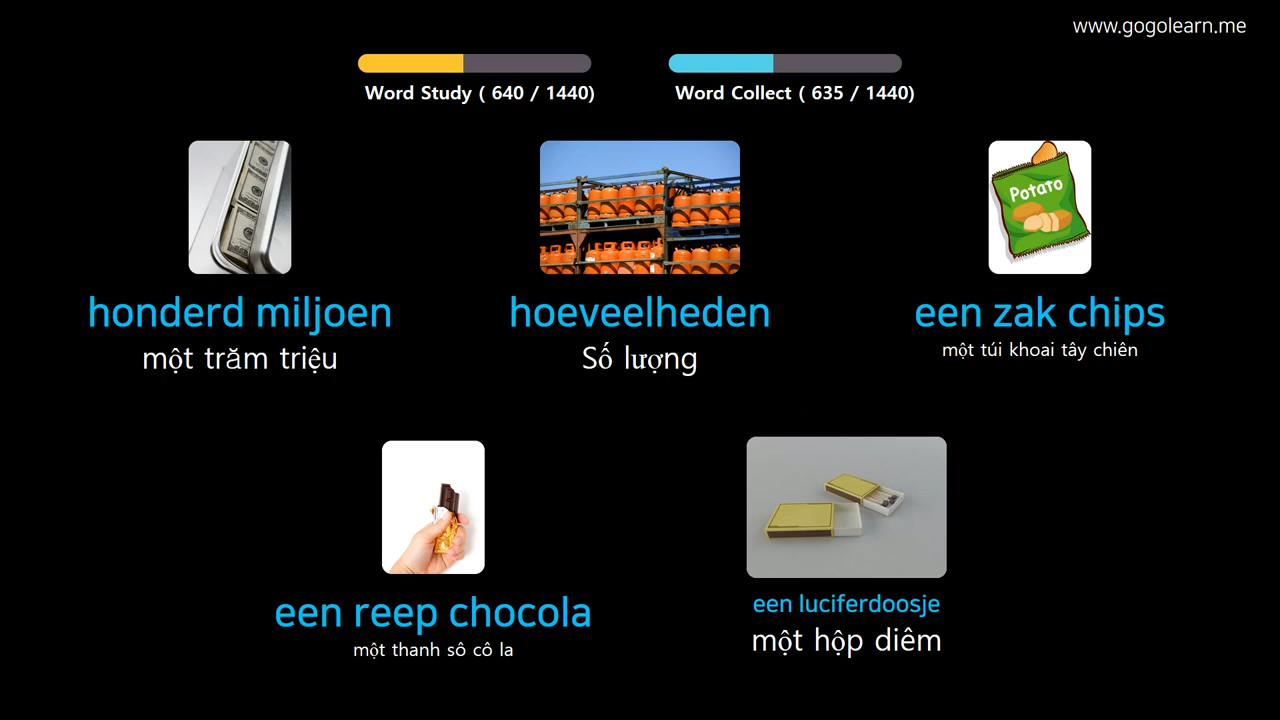 www.gogolearn.me
Word Study ( 640 / 1440)
Word Collect ( 635 / 1440)
Potato
honderd miljoen
một trăm triệu
hoeveelheden
Số lượng
een zak chips
một túi khoai tây chiên
een reep chocola
một thanh sô cô la
een luciferdoosje
một hộp diêm